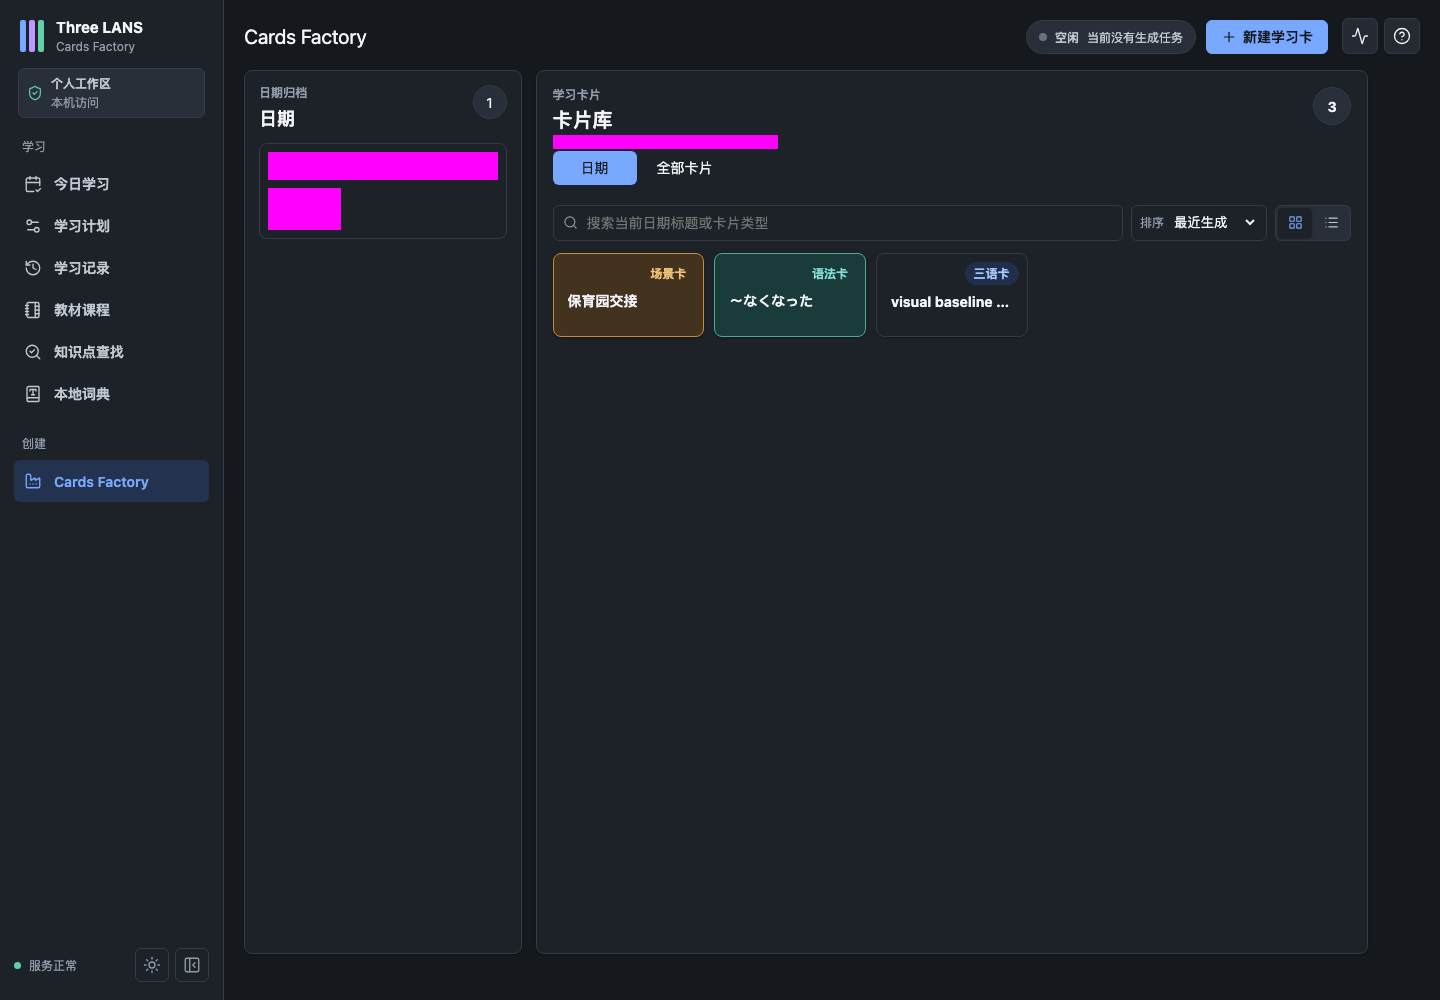 Three LANS
Cards Factory
个人工作区
本机访问
学习
今日学习
学习计划
学习记录
教材课程
知识点查找
本地词典
创建
Cards Factory
服务正常
Cards Factory
空闲 当前没有生成任务
新建学习卡
日期归档
日期
1
学习卡片
卡片库
3
日期
全部卡片
搜索当前日期标题或卡片类型
排序 最近生成
场景卡
保育园交接
语法卡
～なくなった
三语卡
visual baseline ...